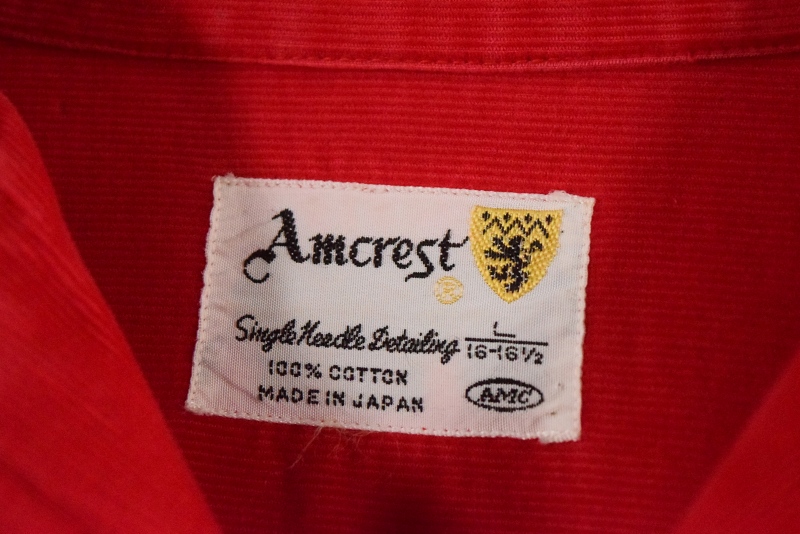 Amcrest
Single Needle Detailing
L
16-16½
100% COTTON
MADE IN JAPAN
AMC